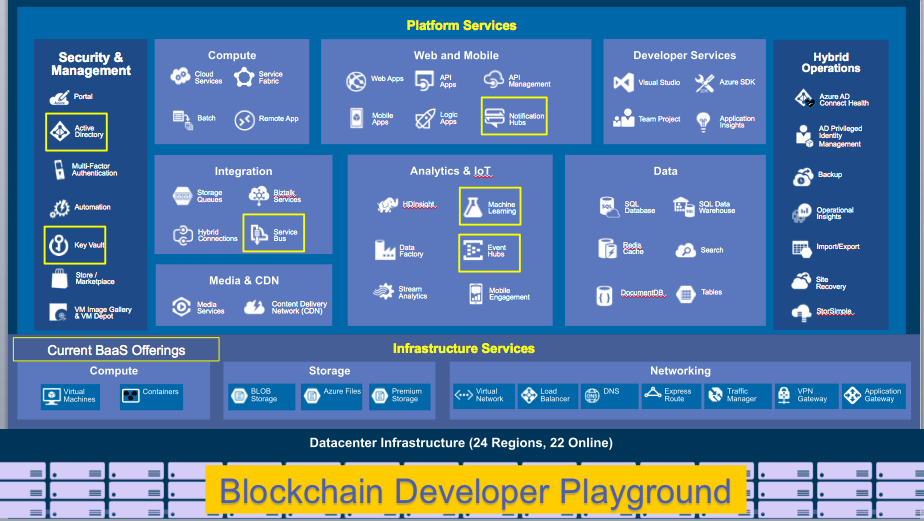 Platform Services
Security &
Management
Portal
Active
Directory
Multi-Factor
Authentication
Automation
Key Vault
Store /
Marketplace
VM Image Gallery
& VM Depot
Compute
Cloud
Services
Service
Fabric
Batch
Remote App
Web and Mobile
Web Apps
API
Apps
API
Management
Mobile
Apps
Logic
Apps
Notification
Hubs
Developer Services
Visual Studio
Azure SDK
Team Project
Application
Insights
Hybrid
Operations
Azure AD
Connect Health
AD Privileged
Identity
Management
Backup
Operational
Insights
Import/Export
Site
Recovery
StorSimple
Integration
Storage
Queues
Biztalk
Services
Hybrid
Connections
Service
Bus
Analytics & IoT
HDInsight
Machine
Learning
Data
Factory
Event
Hubs
Stream
Analytics
Mobile
Engagement
Data
SQL
SQL
Database
SQL Data
Warehouse
Redis
Cache
Search
DocumentDB
Tables
Media & CDN
Media
Services
Content Delivery
Network (CDN)
Current BaaS Offerings
Infrastructure Services
Compute
Virtual
Machines
Containers
Storage
BLOB
Storage
Azure Files
Premium
Storage
Networking
Virtual
Network
Load
Balancer
DNS
DNS
Express
Route
Traffic
Manager
VPN
Gateway
Application
Gateway
Datacenter Infrastructure (24 Regions, 22 Online)
Blockchain Developer Playground